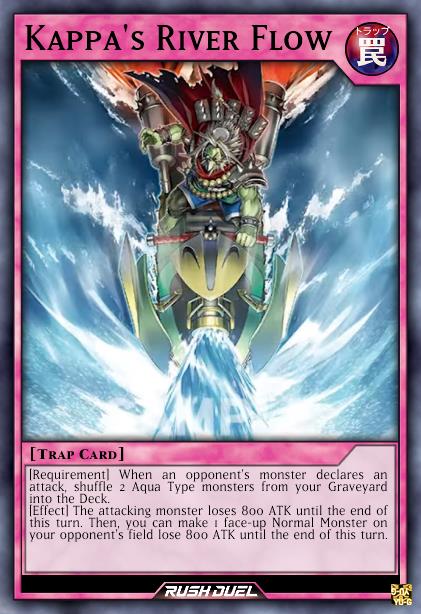 Kappa's River Flow
トラップ
罠
[Trap Card]
[Requirement] When an opponent's monster declares an
attack, shuffle 2 Aqua Type monsters from your Graveyard
into the Deck.
[Effect] The attacking monster loses 800 ATK until the end of
this turn. Then, you can make 1 face-up Normal Monster on
your opponent's field lose 800 ATK until the end of this turn.
RUSH DUEL